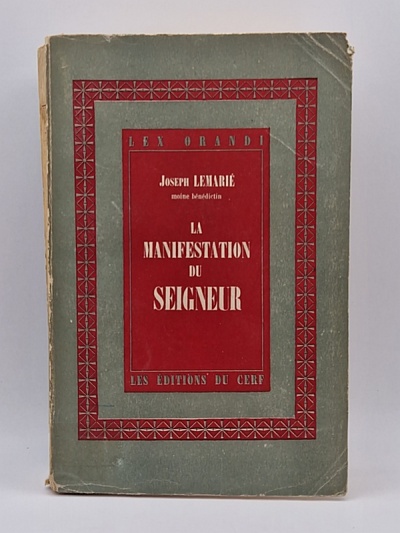 LEX ORANDI
JOSEPH LEMARIÉ
moine bénédictin
LA
MANIFESTATION
DU
SEIGNEUR
LES ÉDITIONS DU CERF